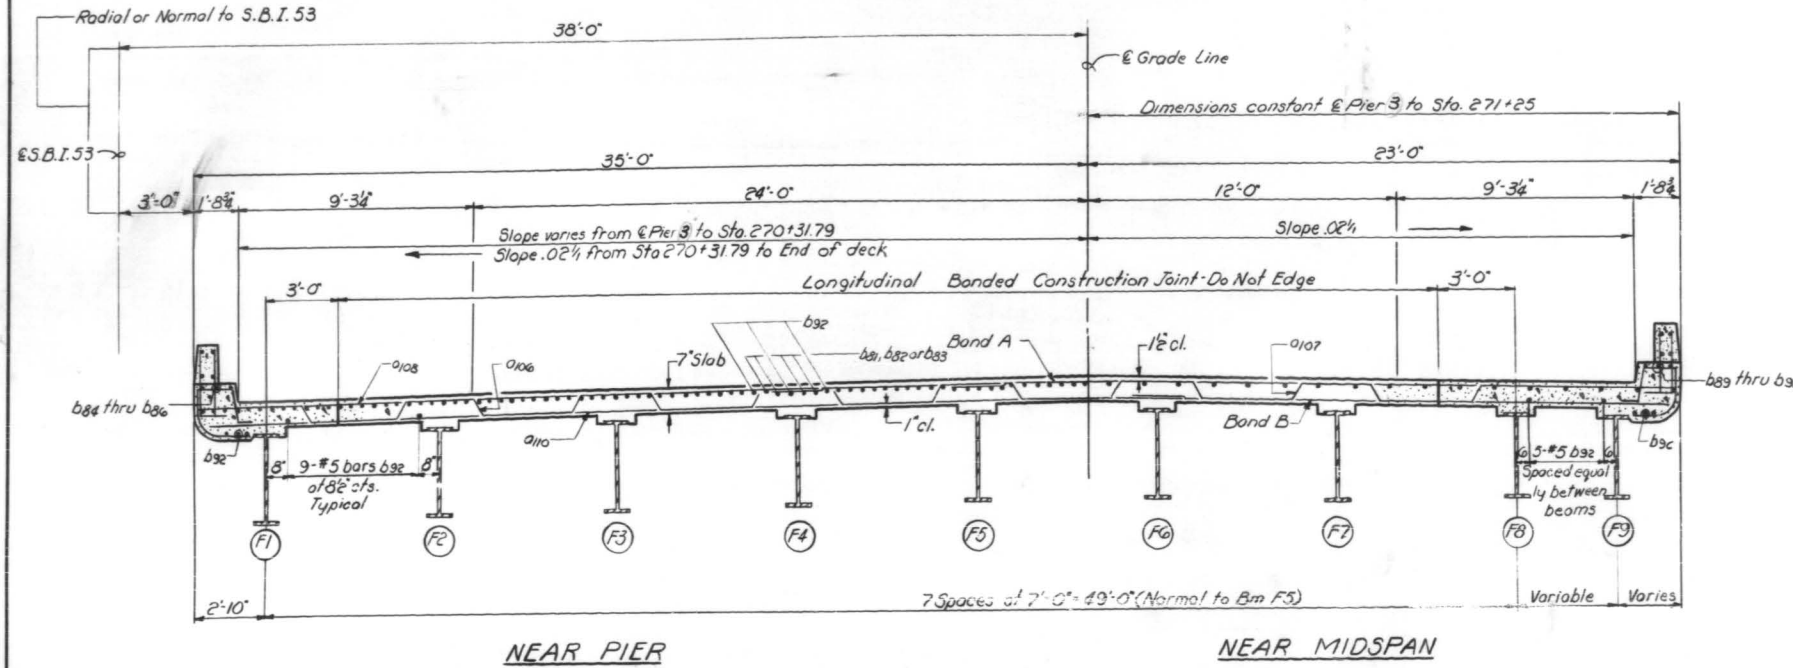 Radial or Normal to S.B.I.53
38'-0"
℄ Grade Line
Dimensions constant ℄ Pier 3 to Sta. 271+25
℄ S.B.I.53
35'-0"
23'-0"
3'-0"
1'-8¾"
9'-3¼"
24'-0"
12'-0"
9'-3¼"
1'-8¾"
Slope varies from ℄ Pier 3 to Sta. 270+31.79
Slope .02'/1 from Sta 270+31.79 to End of deck
Slope .02'/1
Longitudinal Bonded Construction Joint-Do Not Edge
3'-0"
3'-0"
b92
b81, b82 or b83
Band A
1½" cl.
7" Slab
a108
a106
a107
b84 thru b86
b89 thru b9
a110
1" cl.
Band B
b92
8"
9-#5 bars b92
8"
at 8½" cts.
Typical
6
5-#5 b92
6
Spaced equal
ly between
beams
F1
F2
F3
F4
F5
F6
F7
F8
F9
2'-10"
7 Spaces at 7'-0"=49'-0" (Normal to Bm F5)
Variable
Varies
NEAR PIER
NEAR MIDSPAN